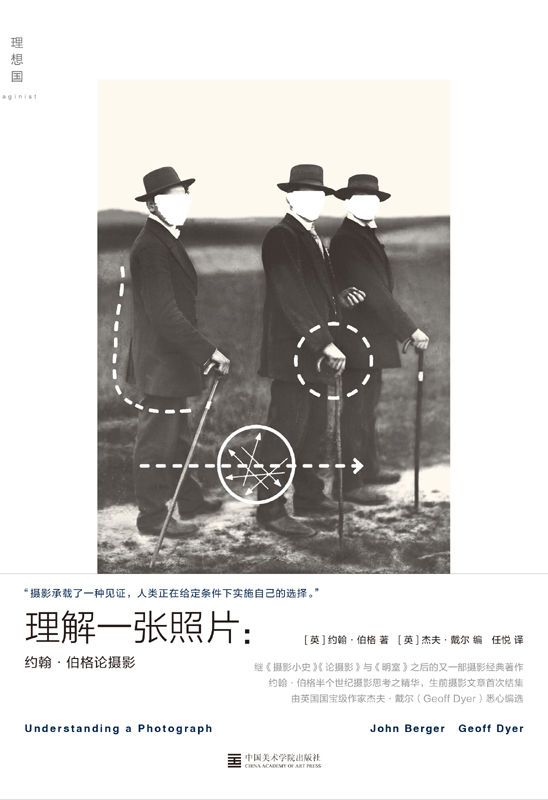 理想国
aginist
“摄影承载了一种见证，人类正在给定条件下实施自己的选择。”
理解一张照片：
[英]约翰·伯格 著 [英]杰夫·戴尔 编 任悦 译
约翰·伯格论摄影
继《摄影小史》《论摄影》与《明室》之后的又一部摄影经典著作
约翰·伯格半个世纪摄影思考之精华，生前摄影文章首次结集
由英国国宝级作家杰夫·戴尔（Geoff Dyer）悉心编选
Understanding a Photograph John Berger Geoff Dyer
中国美术学院出版社
CHINA ACADEMY OF ART PRESS